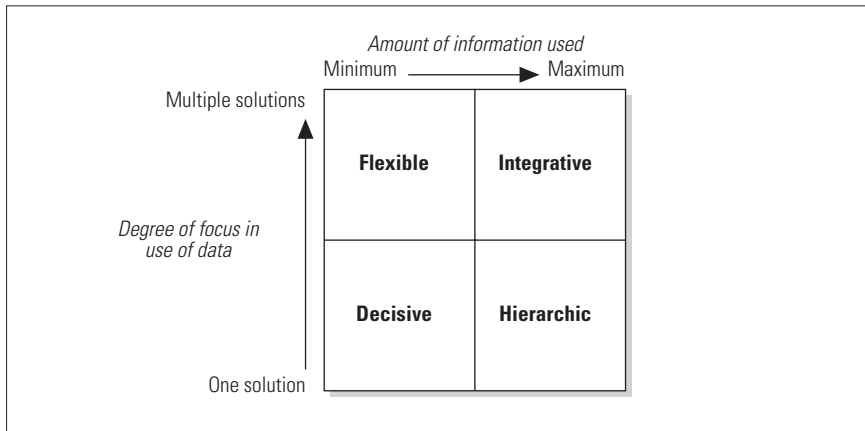 Amount of information used
Minimum Maximum
Multiple solutions
Flexible Integrative
Degree of focus in
use of data
Decisive Hierarchic
One solution